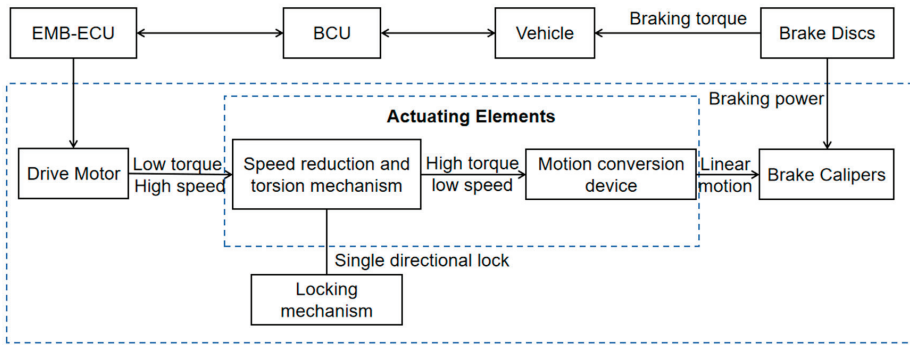 EMB-ECU
BCU
Vehicle
Braking torque
Brake Discs
Braking power
Actuating Elements
Drive Motor
Low torque
High speed
Speed reduction and
torsion mechanism
High torque
low speed
Motion conversion
device
Linear
motion
Brake Calipers
Single directional lock
Locking
mechanism